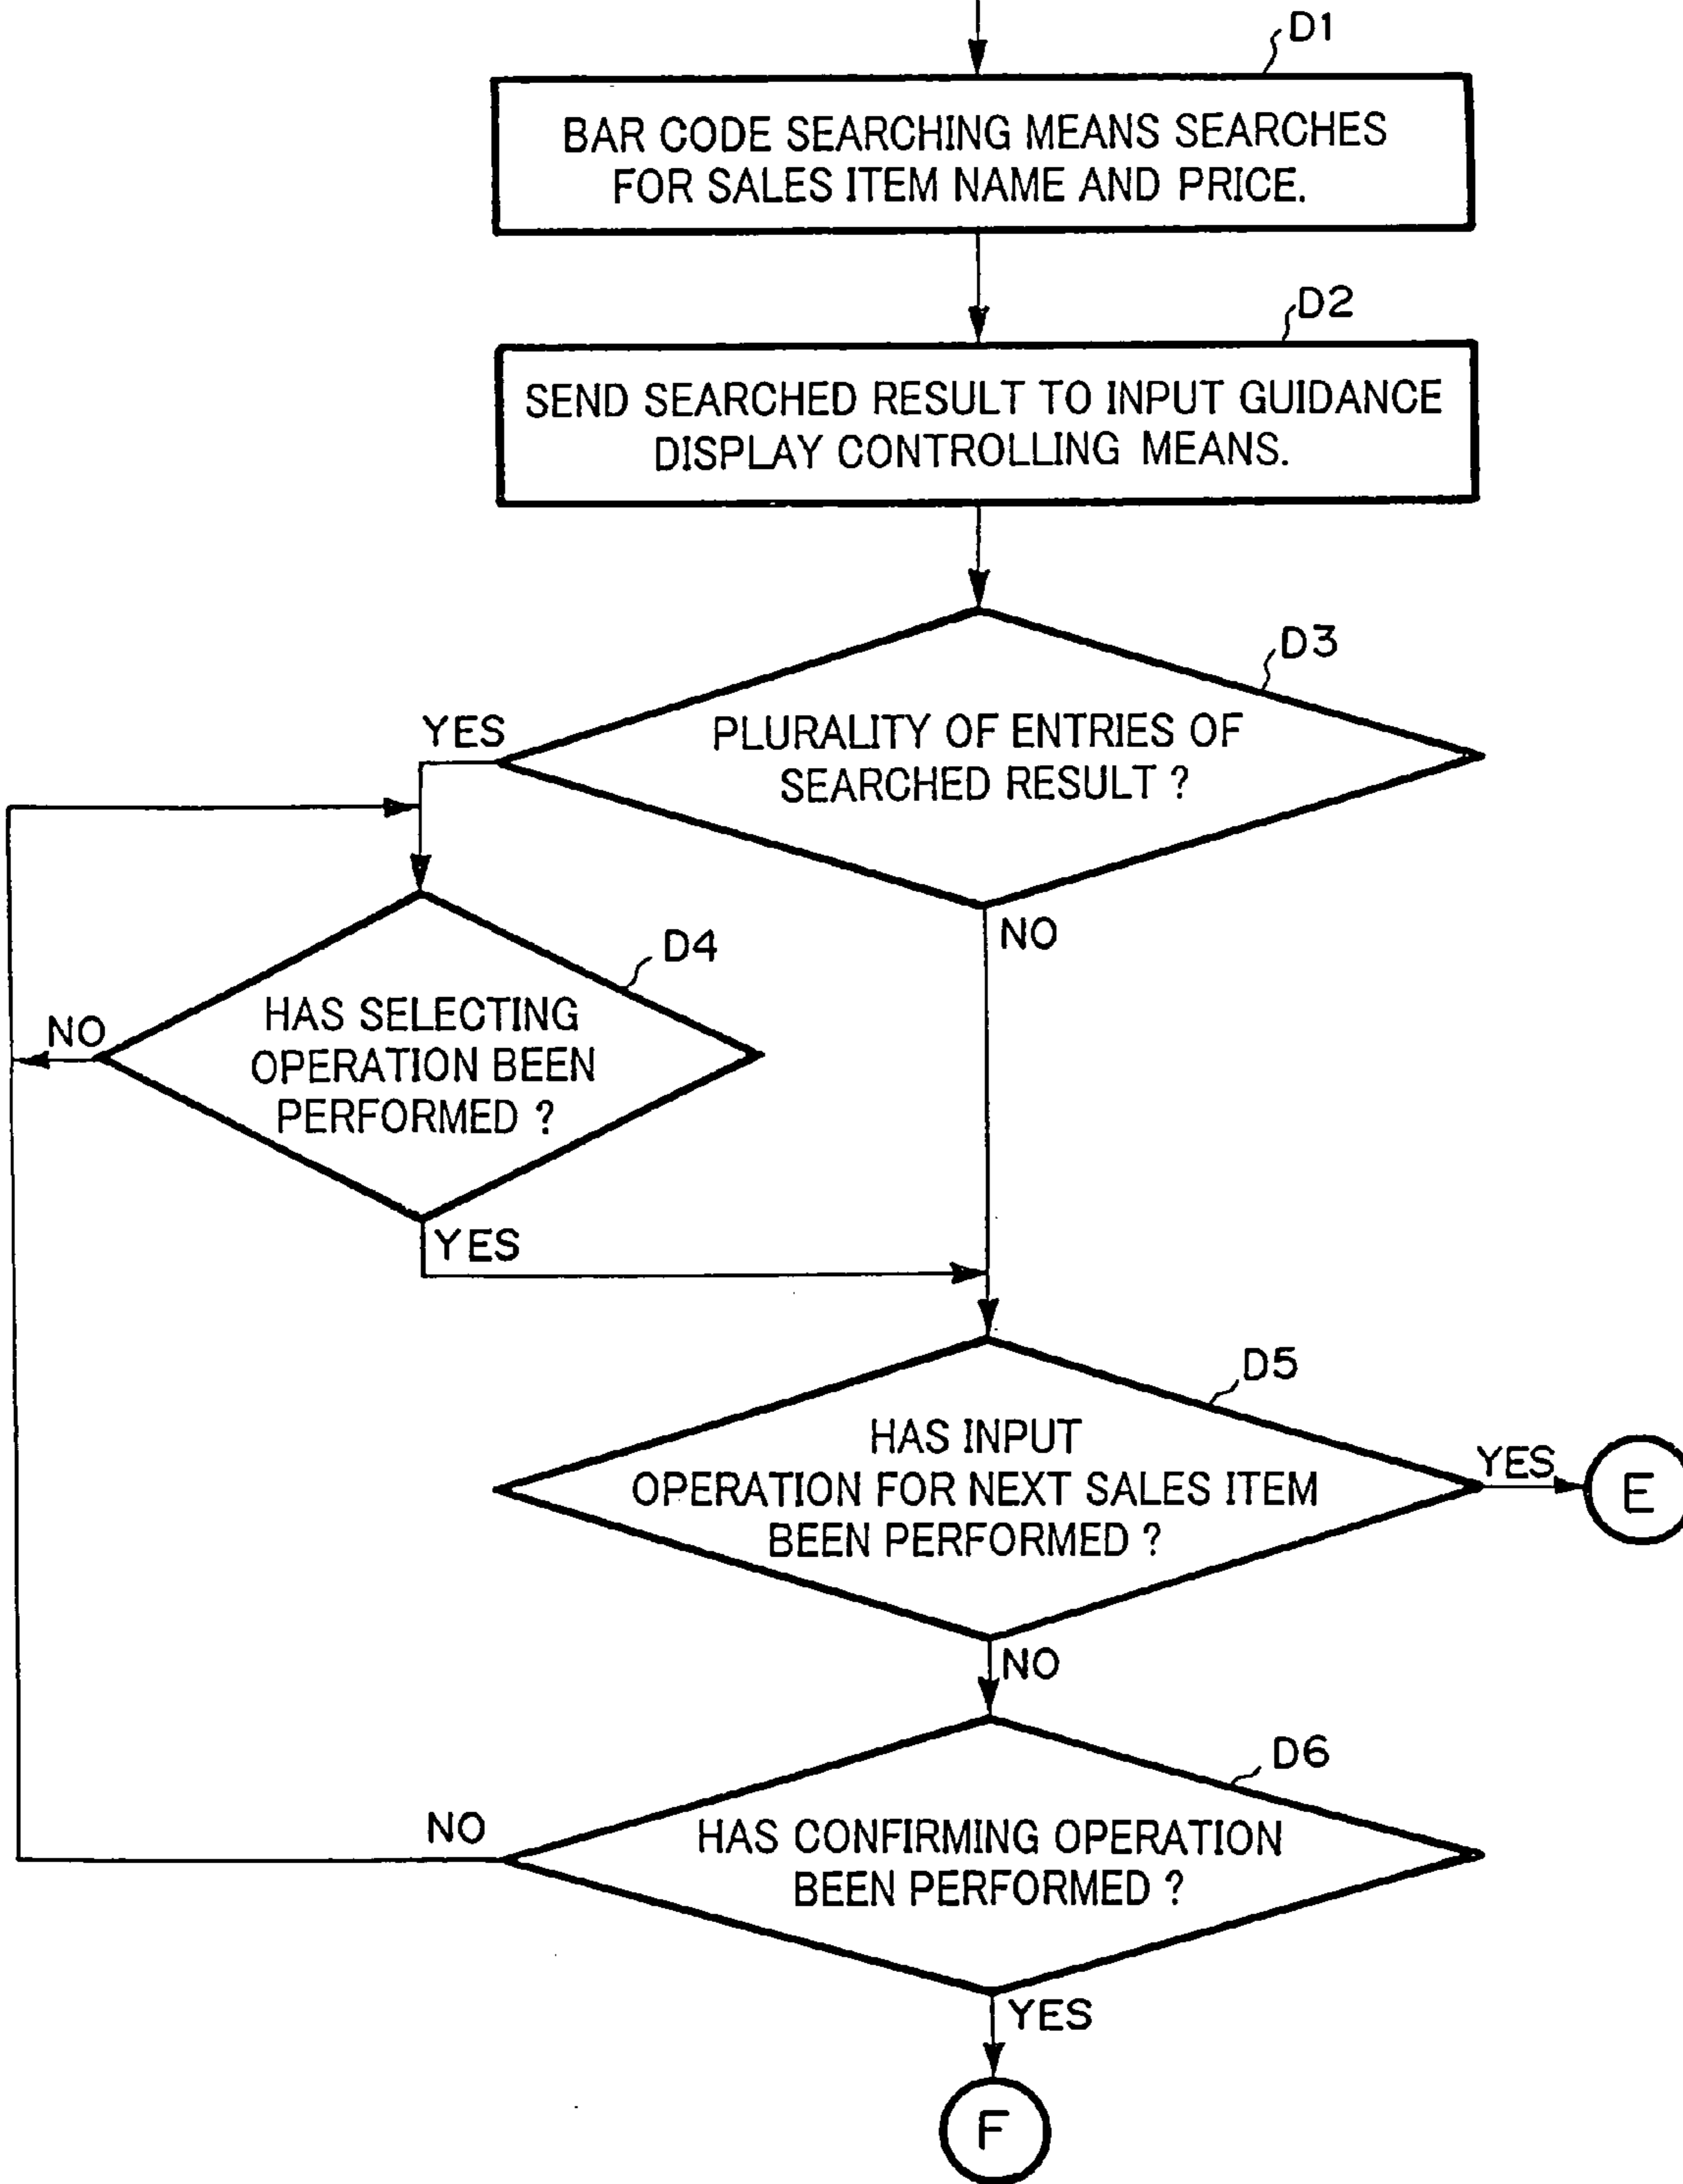 D1
BAR CODE SEARCHING MEANS SEARCHES
FOR SALES ITEM NAME AND PRICE.
D2
SEND SEARCHED RESULT TO INPUT GUIDANCE
DISPLAY CONTROLLING MEANS.
D3
YES
PLURALITY OF ENTRIES OF
SEARCHED RESULT ?
NO
D4
NO
HAS SELECTING
OPERATION BEEN
PERFORMED ?
YES
D5
HAS INPUT
OPERATION FOR NEXT SALES ITEM
BEEN PERFORMED ?
YES
E
NO
D6
NO
HAS CONFIRMING OPERATION
BEEN PERFORMED ?
YES
F